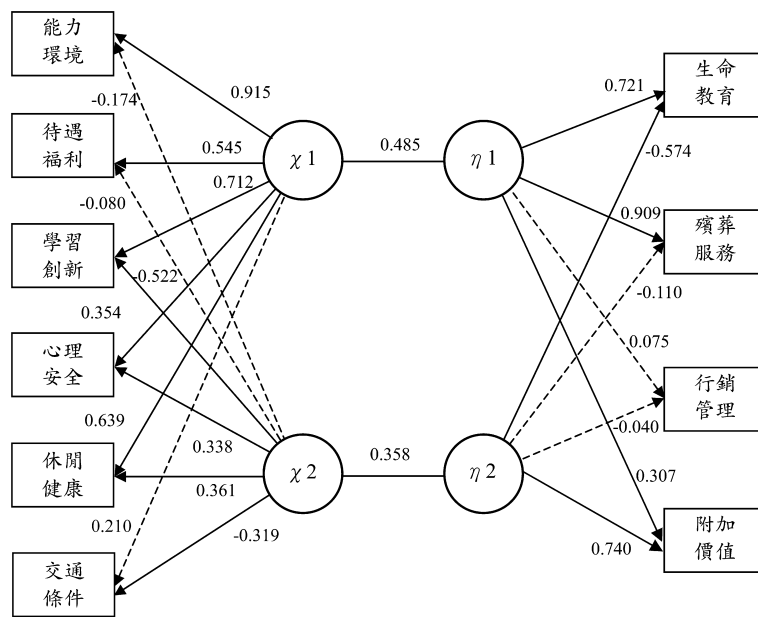 能力
環境
待遇
福利
學習
創新
心理
安全
休閒
健康
交通
條件
0.915
-0.174
0.545
0.712
-0.080
-0.522
0.354
0.639
0.338
0.361
0.210
-0.319
χ 1
χ 2
0.485
0.358
η 1
η 2
0.721
-0.574
0.909
-0.110
0.075
-0.040
0.307
0.740
生命
教育
殯葬
服務
行銷
管理
附加
價值